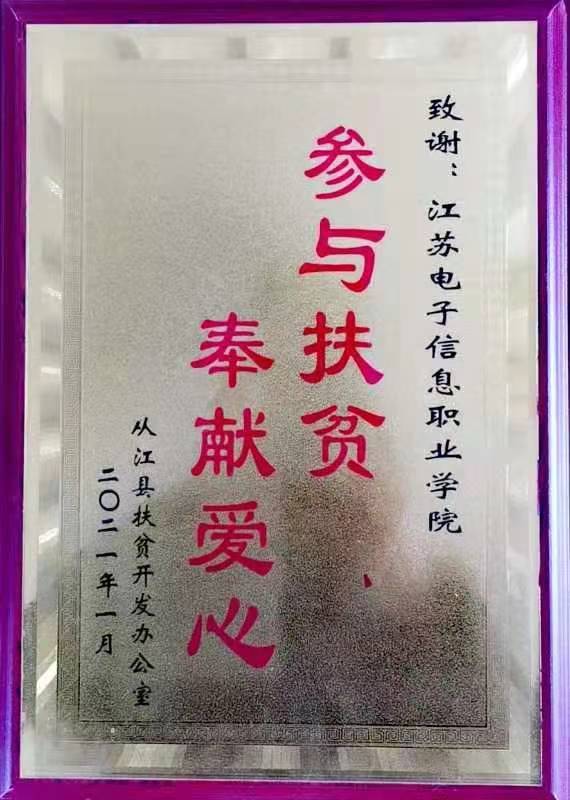 致谢：江苏电子信息职业学院
参与扶贫
奉献爱心
从江县扶贫开发办公室
二〇二一年一月